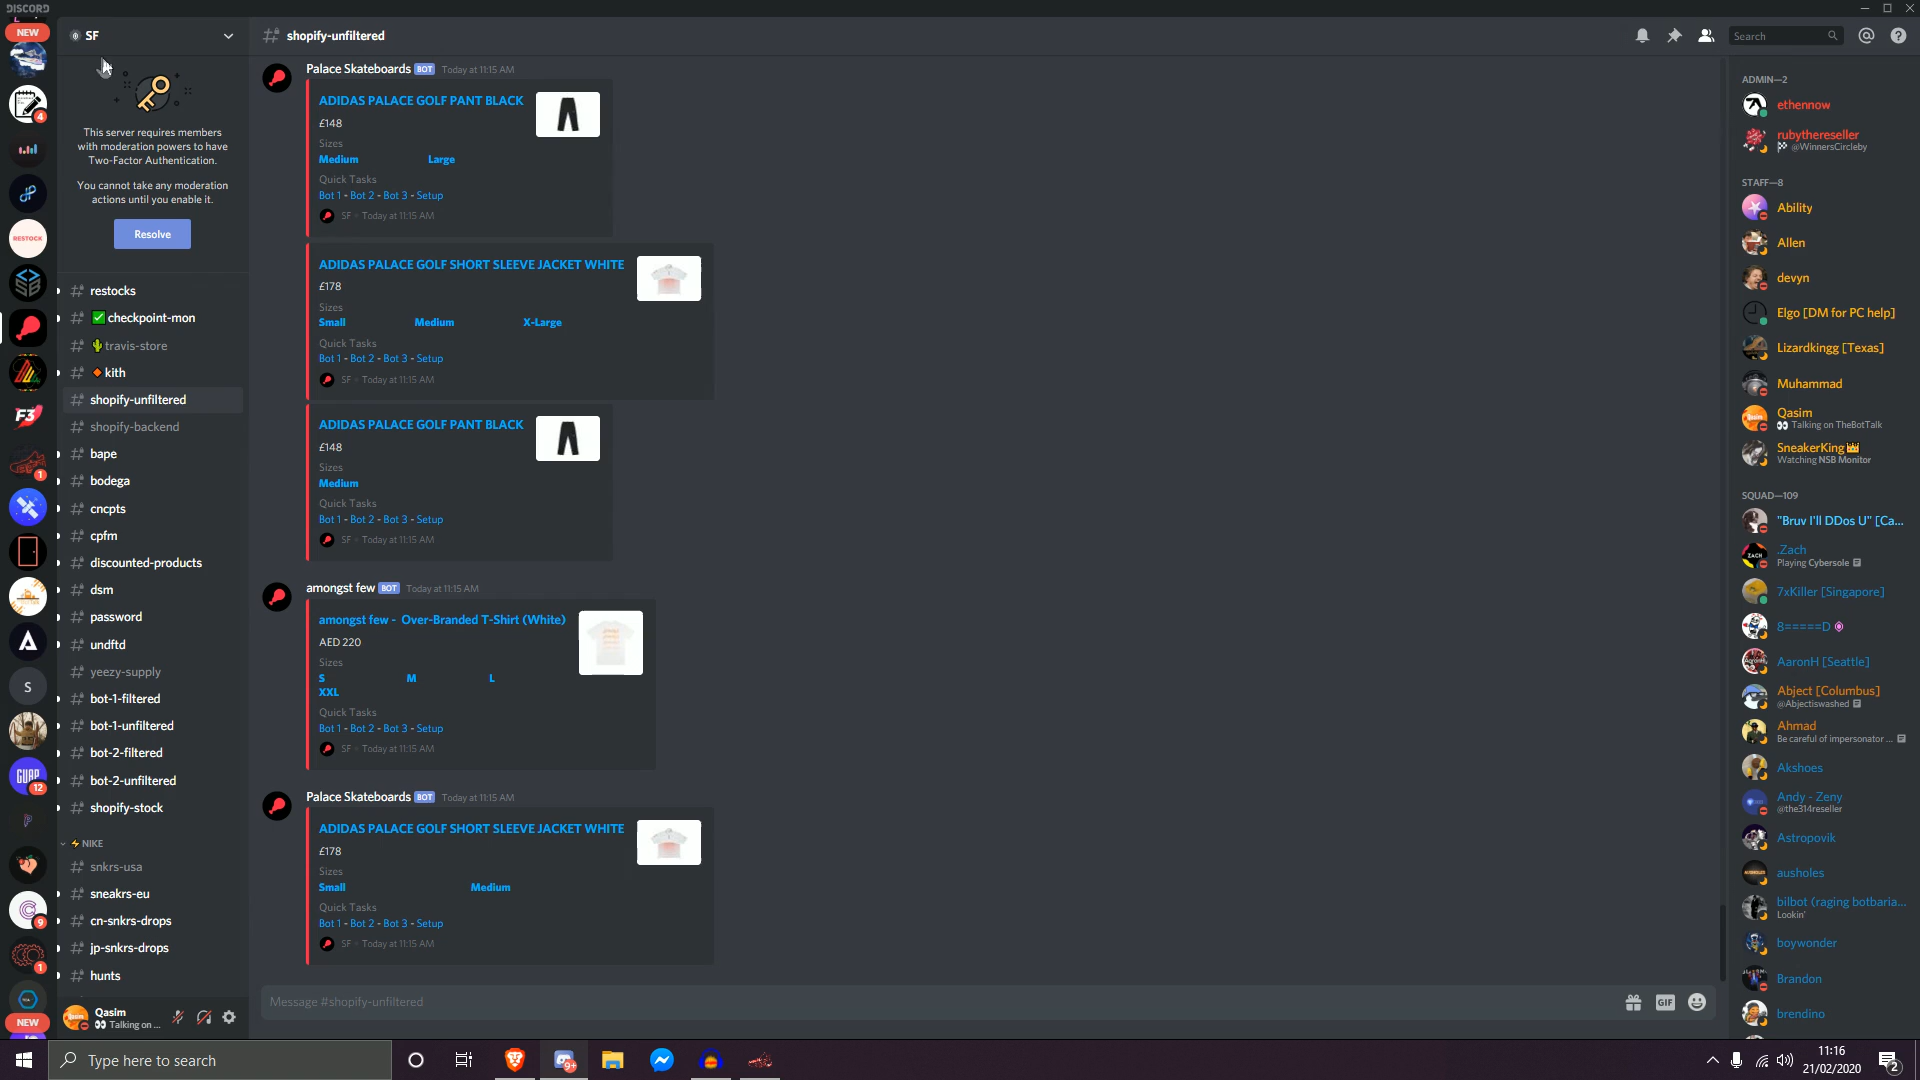 DISCORD
NEW
SF
shopify-unfiltered
Search
This server requires members
with moderation powers to have
Two-Factor Authentication.
You cannot take any moderation
actions until you enable it.
Resolve
restocks
checkpoint-mon
travis-store
kith
shopify-unfiltered
shopify-backend
bape
bodega
cncpts
cpfm
discounted-products
dsm
password
undftd
yeezy-supply
bot-1-filtered
bot-1-unfiltered
bot-2-filtered
bot-2-unfiltered
shopify-stock
NIKE
snkrs-usa
sneakrs-eu
cn-snkrs-drops
jp-snkrs-drops
hunts
4
RESTOCK
F3
1
S
GUAP
12
9
1
NEW
Qasim
Talking on ...
Palace Skateboards BOT Today at 11:15 AM
ADIDAS PALACE GOLF PANT BLACK
£148
Sizes
Medium Large
Quick Tasks
Bot 1 - Bot 2 - Bot 3 - Setup
SF • Today at 11:15 AM
ADIDAS PALACE GOLF SHORT SLEEVE JACKET WHITE
£178
Sizes
Small Medium X-Large
Quick Tasks
Bot 1 - Bot 2 - Bot 3 - Setup
SF • Today at 11:15 AM
ADIDAS PALACE GOLF PANT BLACK
£148
Sizes
Medium
Quick Tasks
Bot 1 - Bot 2 - Bot 3 - Setup
SF • Today at 11:15 AM
amongst few BOT Today at 11:15 AM
amongst few - Over-Branded T-Shirt (White)
AED 220
Sizes
S M L
XXL
Quick Tasks
Bot 1 - Bot 2 - Bot 3 - Setup
SF • Today at 11:15 AM
Palace Skateboards BOT Today at 11:15 AM
ADIDAS PALACE GOLF SHORT SLEEVE JACKET WHITE
£178
Sizes
Small Medium
Quick Tasks
Bot 1 - Bot 2 - Bot 3 - Setup
SF • Today at 11:15 AM
Message #shopify-unfiltered
GIF
ADMIN—2
ethennow
rubythereseller
@WinnersCircleby
STAFF—8
Ability
Allen
devyn
Elgo [DM for PC help]
Lizardkingg [Texas]
Muhammad
Qasim
Talking on TheBotTalk
SneakerKing
Watching NSB Monitor
SQUAD—109
"Bruv I'll DDos U" [Ca...
.Zach
Playing Cybersole
7xKiller [Singapore]
8=====D
AaronH [Seattle]
Abject [Columbus]
@Abjectiswashed
Ahmad
Be careful of impersonator ...
Akshoes
Andy - Zeny
@the314reseller
Astropovik
ausholes
bilbot (raging botbaria...
Lookin'
boywonder
Brandon
brendino
Type here to search
9+
11:16
21/02/2020
2